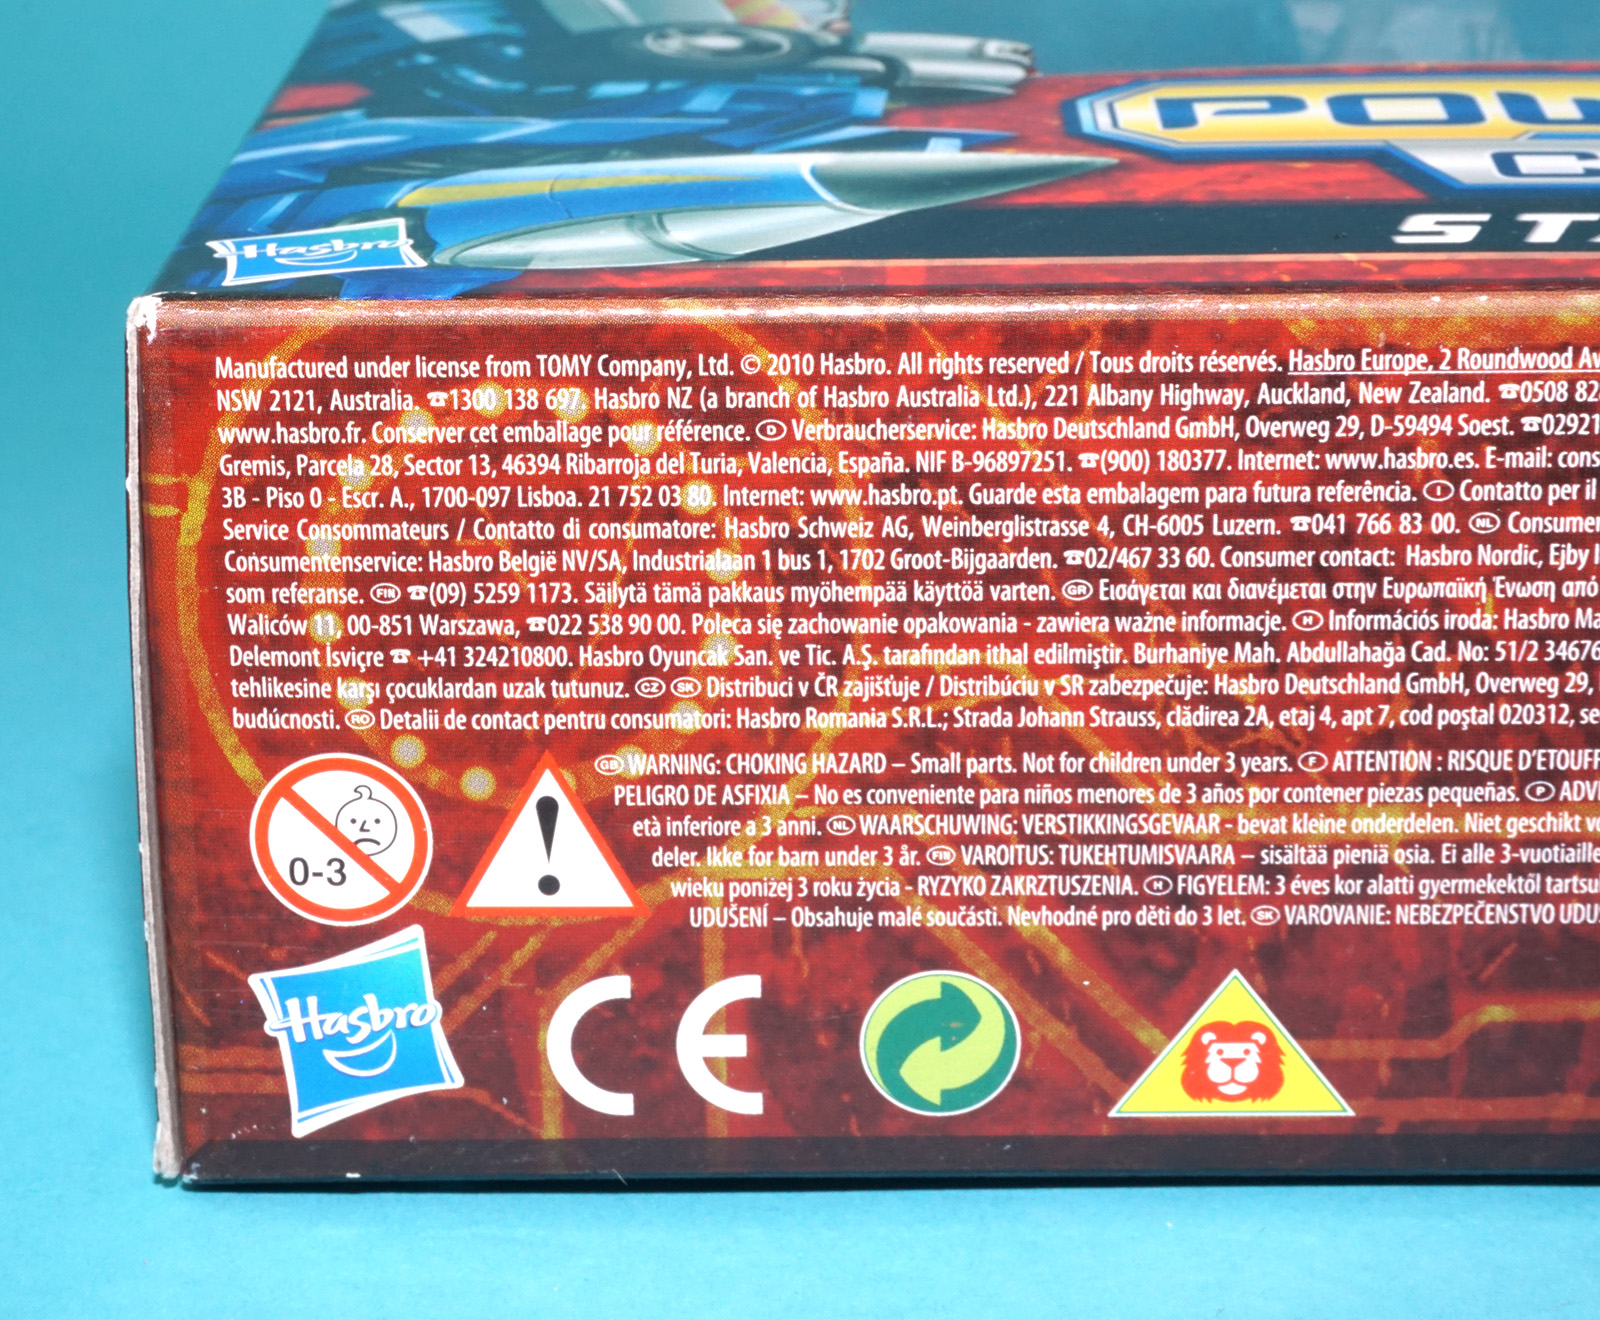 POW
Hasbro
STA
Manufactured under license from TOMY Company, Ltd. © 2010 Hasbro. All rights reserved / Tous droits réservés. Hasbro Europe, 2 Roundwood Av
NSW 2121, Australia. ☎1300 138 697. Hasbro NZ (a branch of Hasbro Australia Ltd.), 221 Albany Highway, Auckland, New Zealand. ☎0508 82
www.hasbro.fr. Conserver cet emballage pour référence. D Verbraucherservice: Hasbro Deutschland GmbH, Overweg 29, D-59494 Soest. ☎02921
Gremis, Parcela 28, Sector 13, 46394 Ribarroja del Turia, Valencia, España. NIF B-96897251. ☎(900) 180377. Internet: www.hasbro.es. E-mail: cons
3B - Piso 0 - Escr. A., 1700-097 Lisboa. 21 752 03 80. Internet: www.hasbro.pt. Guarde esta embalagem para futura referência. I Contatto per il
Service Consommateurs / Contatto di consumatore: Hasbro Schweiz AG, Weinberglistrasse 4, CH-6005 Luzern. ☎041 766 83 00. NL Consumen
Consumentenservice: Hasbro België NV/SA, Industrialaan 1 bus 1, 1702 Groot-Bijgaarden. ☎02/467 33 60. Consumer contact: Hasbro Nordic, Ejby
som referanse. FIN ☎(09) 5259 1173. Säilytä tämä pakkaus myöhempää käyttöä varten. GR Εισάγεται και διανέμεται στην Ευρωπαϊκή Ένωση από
Waliców 11, 00-851 Warszawa, ☎022 538 90 00. Poleca się zachowanie opakowania - zawiera ważne informacje. H Információs iroda: Hasbro Ma
Delemont İsviçre ☎ +41 324210800. Hasbro Oyuncak San. ve Tic. A.Ş. tarafından ithal edilmiştir. Burhaniye Mah. Abdullahağa Cad. No: 51/2 34676
tehlikesine karşı çocuklardan uzak tutunuz. CZ SK Distribuci v ČR zajišťuje / Distribúciu v SR zabezpečuje: Hasbro Deutschland GmbH, Overweg 29,
budúcnosti. RO Detalii de contact pentru consumatori: Hasbro Romania S.R.L.; Strada Johann Strauss, clădirea 2A, etaj 4, apt 7, cod poştal 020312, se
GB WARNING: CHOKING HAZARD – Small parts. Not for children under 3 years. F ATTENTION : RISQUE D'ETOUFF
PELIGRO DE ASFIXIA – No es conveniente para niños menores de 3 años por contener piezas pequeñas. P ADVE
età inferiore a 3 anni. NL WAARSCHUWING: VERSTIKKINGSGEVAAR - bevat kleine onderdelen. Niet geschikt vo
deler. Ikke for barn under 3 år. FIN VAROITUS: TUKEHTUMISVAARA – sisältää pieniä osia. Ei alle 3-vuotiaille
wieku poniżej 3 roku życia - RYZYKO ZAKRZTUSZENIA. H FIGYELEM: 3 éves kor alatti gyermekektől tartsu
UDUŠENÍ – Obsahuje malé součásti. Nevhodné pro děti do 3 let. SK VAROVANIE: NEBEZPEČENSTVO UDUS
0-3
Hasbro
CE